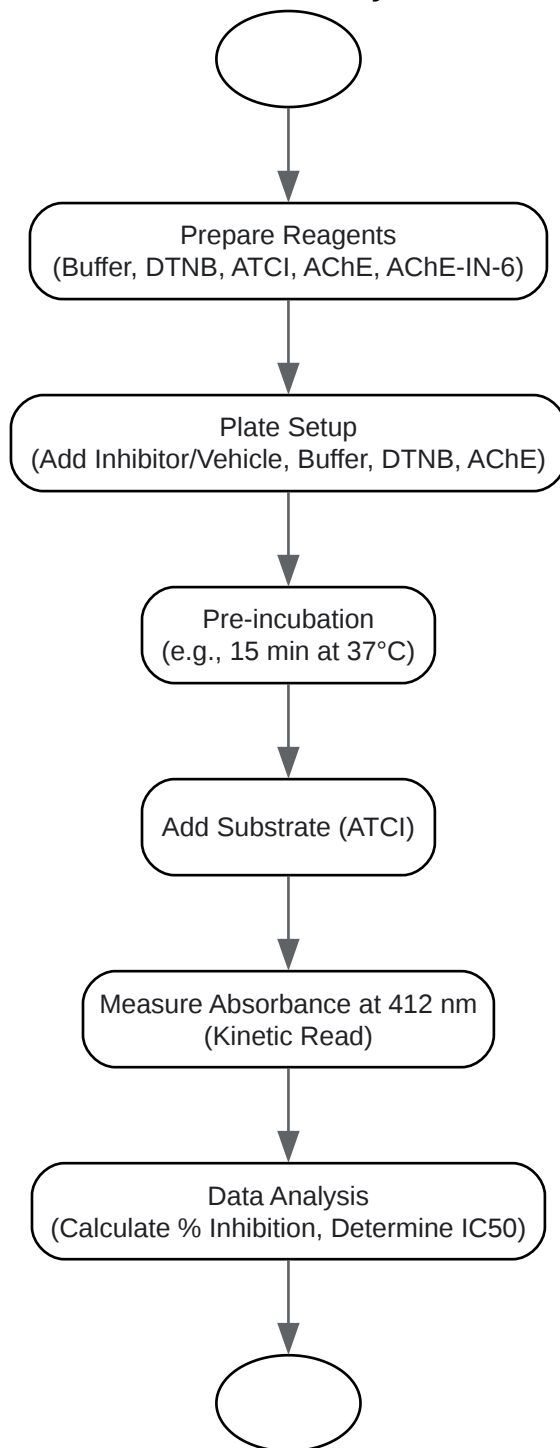 Prepare Reagents
(Buffer, DTNB, ATCI, AChE, AChE-IN-6)
Plate Setup
(Add Inhibitor/Vehicle, Buffer, DTNB, AChE)
Pre-incubation
(e.g., 15 min at 37°C)
Add Substrate (ATCI)
Measure Absorbance at 412 nm
(Kinetic Read)
Data Analysis
(Calculate % Inhibition, Determine IC50)